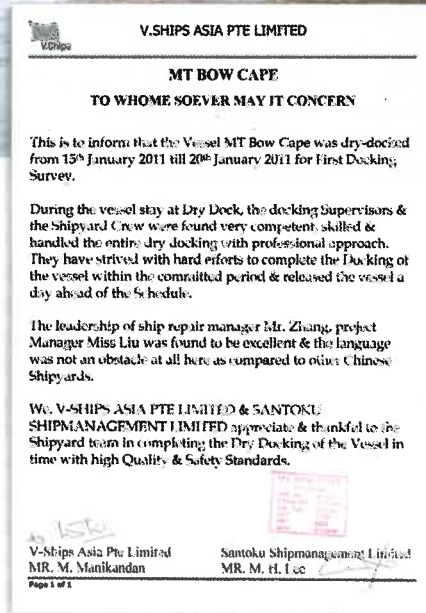 V.Ships
V.SHIPS ASIA PTE LIMITED
MT BOW CAPE
TO WHOME SOEVER MAY IT CONCERN
This is to inform that the Vessel MT Bow Cape was dry-docked
from 15th January 2011 till 20th January 2011 for First Docking
Survey.
During the vessel stay at Dry Dock, the docking Supervisors &
the Shipyard Crew were found very competent, skilled &
handled the entire dry docking with professional approach.
They have strived with hard efforts to complete the Docking of
the vessel within the committed period & released the vessel a
day ahead of the Schedule.
The leadership of ship repair manager Mr. Zhang, project
Manager Miss Liu was found to be excellent & the language
was not an obstacle at all here as compared to other Chinese
Shipyards.
We, V-SHIPS ASIA PTE LIMITED & SANTOKU
SHIPMANAGEMENT LIMITED appreciate & thankful to the
Shipyard team in completing the Dry Docking of the Vessel in
time with high Quality & Safety Standards.
V-Ships Asia Pte Limited
MR. M. Manikandan
Santoku Shipmanagement Limited
MR. M. H. Lee
Page 1 of 1